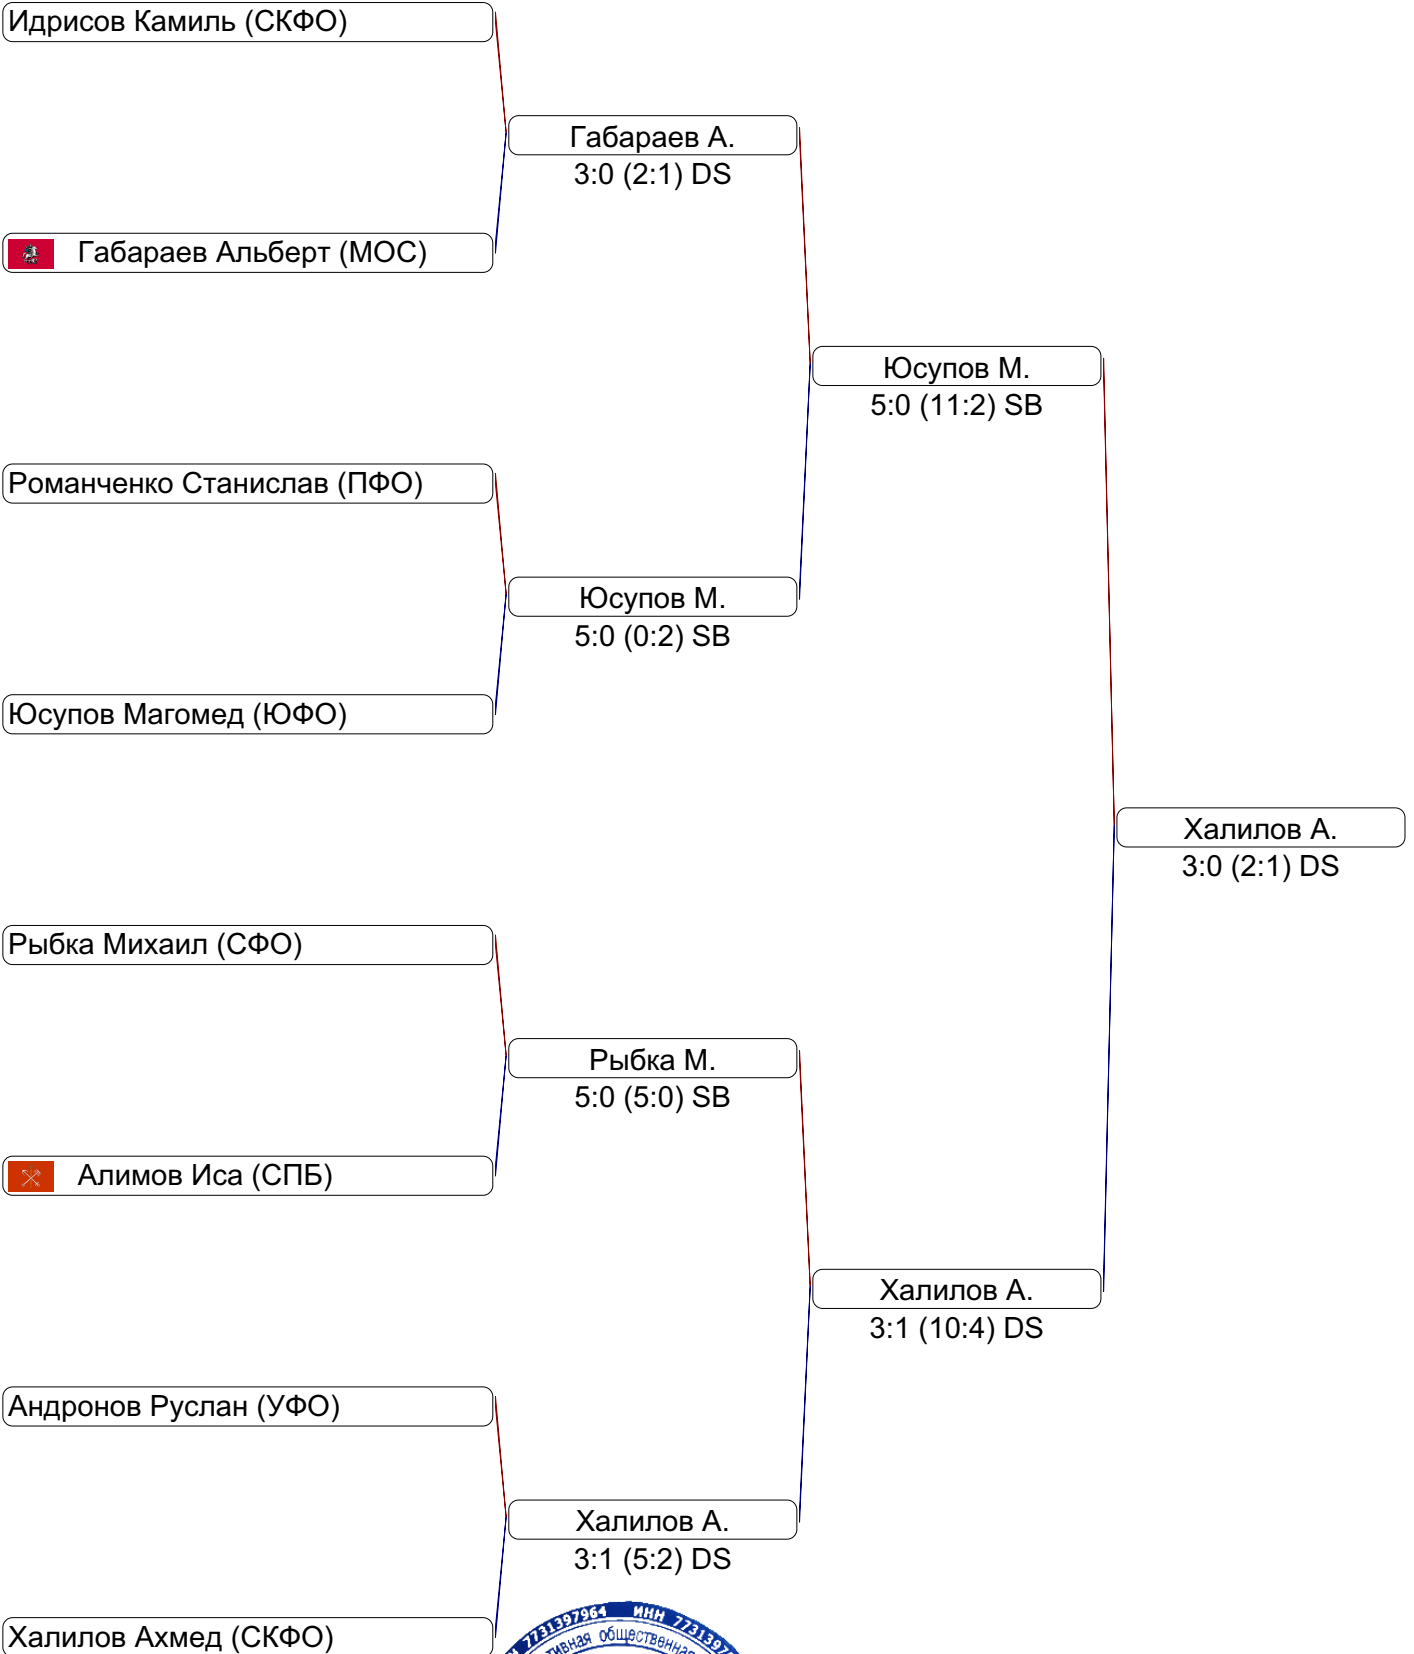 Идрисов Камиль (СКФО)
Габараев А.
3:0 (2:1) DS
Габараев Альберт (МОС)
Юсупов М.
5:0 (11:2) SB
Романченко Станислав (ПФО)
Юсупов М.
5:0 (0:2) SB
Юсупов Магомед (ЮФО)
Халилов А.
3:0 (2:1) DS
Рыбка Михаил (СФО)
Рыбка М.
5:0 (5:0) SB
Алимов Иса (СПБ)
Халилов А.
3:1 (10:4) DS
Андронов Руслан (УФО)
Халилов А.
3:1 (5:2) DS
Халилов Ахмед (СКФО)
7731397964 ИНН
общественная